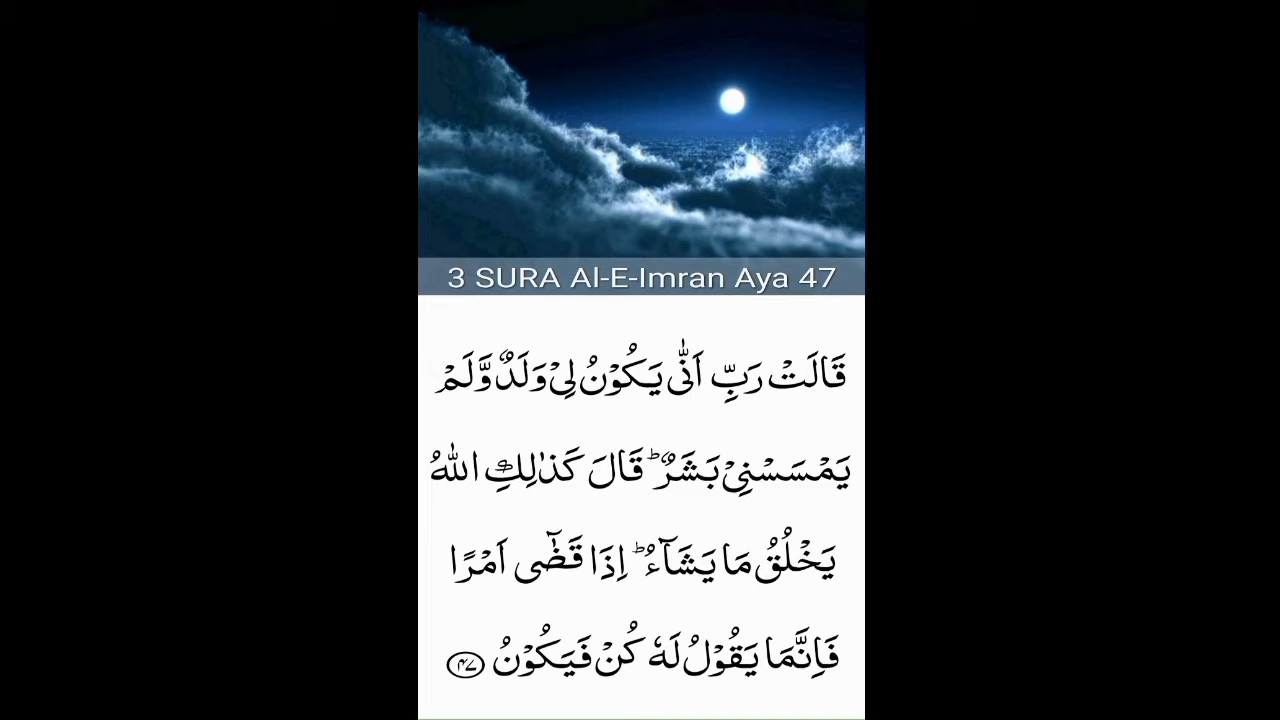 3 SURA Al-E-Imran Aya 47
قَالَتْ رَبِّ اَنّٰى يَكُوْنُ لِىْ وَلَدٌ وَّلَمْ
يَمْسَسْنِىْ بَشَرٌ ؕ قَالَ كَذٰلِكِ اللّٰهُ
يَخْلُقُ مَا يَشَآءُ ؕ اِذَا قَضٰٓى اَمْرًا
فَاِنَّمَا يَقُوْلُ لَهٗ كُنْ فَيَكُوْنُ ۴۷